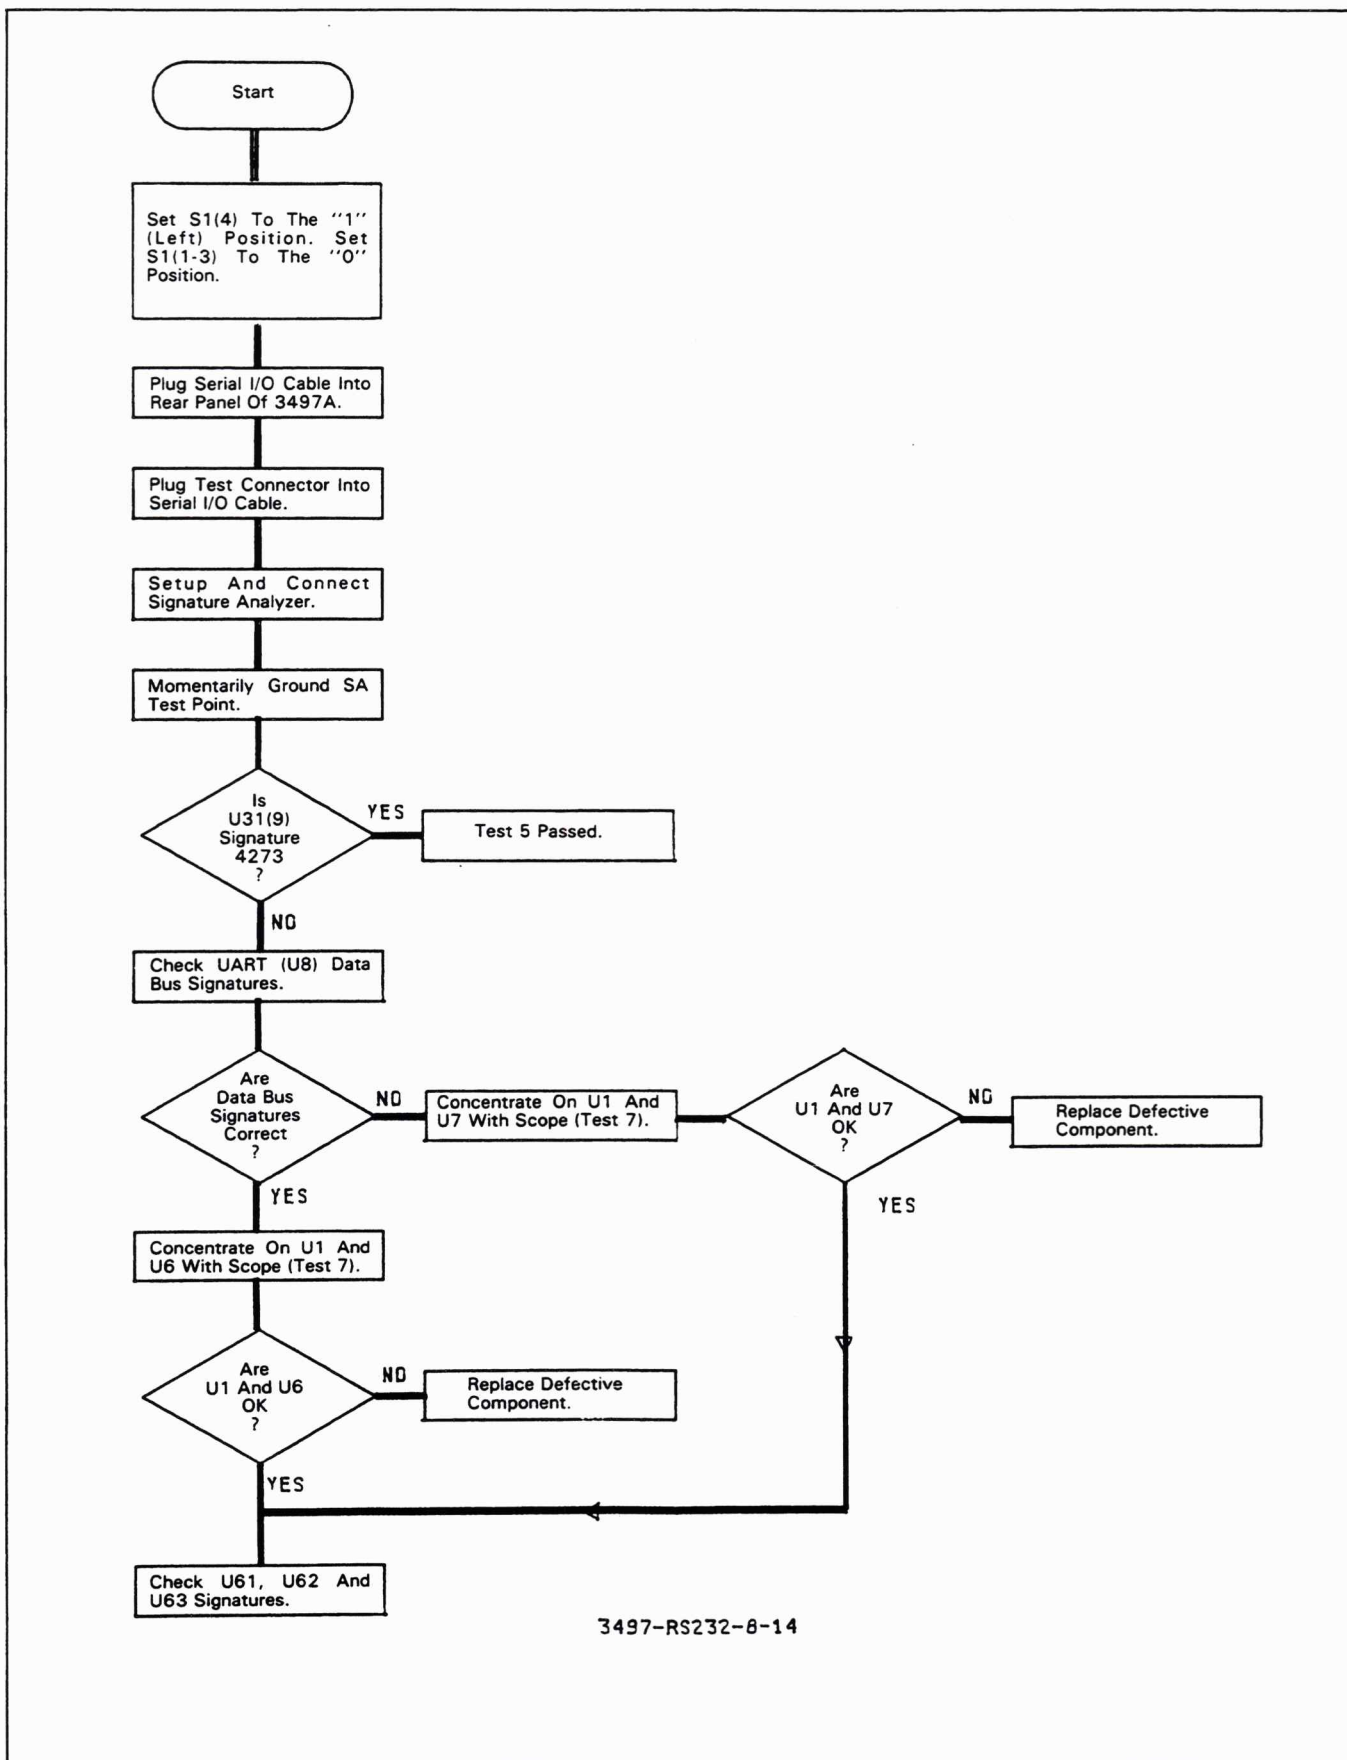 Start
Set S1(4) To The "1"
(Left) Position. Set
S1(1-3) To The "0"
Position.
Plug Serial I/O Cable Into
Rear Panel Of 3497A.
Plug Test Connector Into
Serial I/O Cable.
Setup And Connect
Signature Analyzer.
Momentarily Ground SA
Test Point.
Is
U31(9)
Signature
4273
?
YES
Test 5 Passed.
NO
Check UART (U8) Data
Bus Signatures.
Are
Data Bus
Signatures
Correct
?
NO
Concentrate On U1 And
U7 With Scope (Test 7).
Are
U1 And U7
OK
?
NO
Replace Defective
Component.
YES
YES
Concentrate On U1 And
U6 With Scope (Test 7).
Are
U1 And U6
OK
?
NO
Replace Defective
Component.
YES
Check U61, U62 And
U63 Signatures.
3497-RS232-8-14